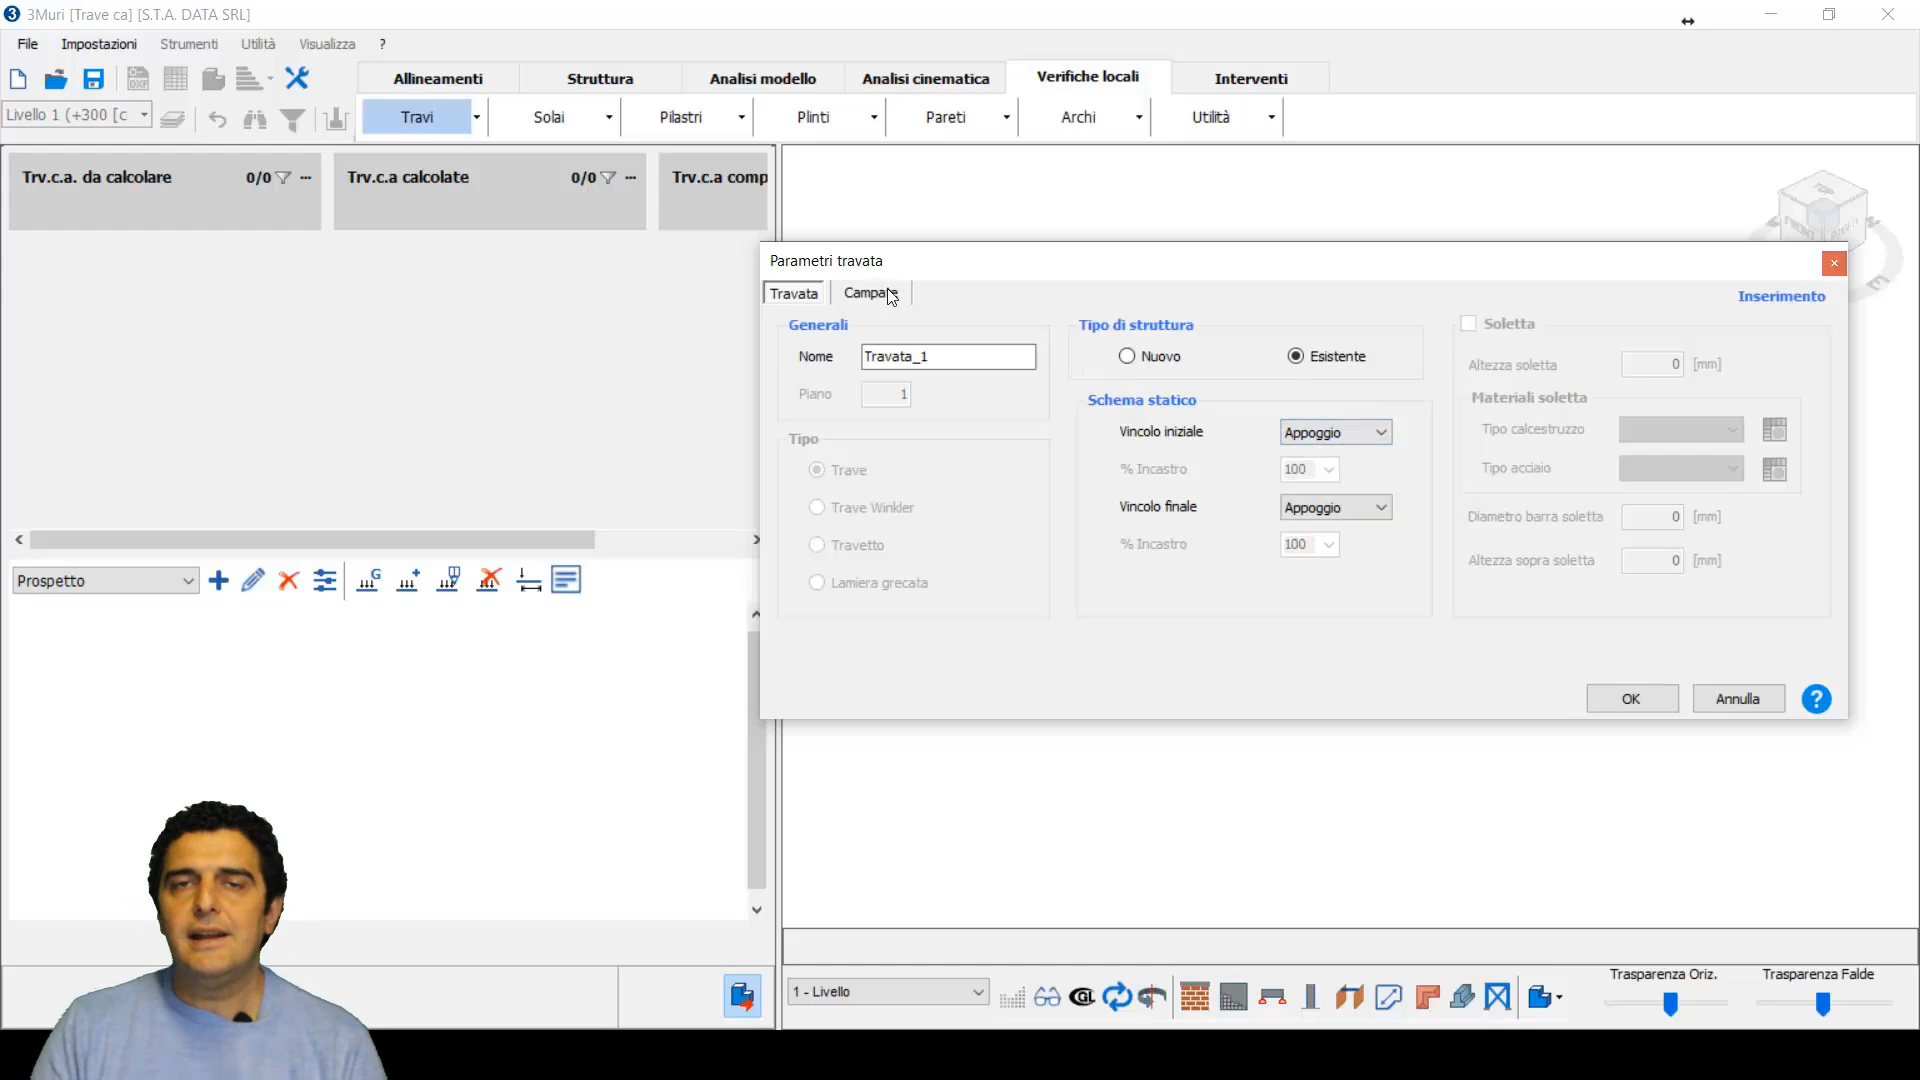 3Muri [Trave ca] [S.T.A. DATA SRL]
File Impostazioni Strumenti Utilità Visualizza ?
DXF
Allineamenti Struttura Analisi modello Analisi cinematica Verifiche locali Interventi
Livello 1 (+300 [c
Travi Solai Pilastri Plinti Pareti Archi Utilità
Trv.c.a. da calcolare 0/0 ...
Trv.c.a calcolate 0/0 ...
Trv.c.a comp
TOP
Parametri travata
Travata
Inserimento
Generali
Nome Travata_1
Piano 1
Tipo
Trave
Trave Winkler
Travetto
Lamiera grecata
Tipo di struttura
Nuovo Esistente
Schema statico
Vincolo iniziale Appoggio
% Incastro 100
Vincolo finale Appoggio
% Incastro 100
Soletta
Altezza soletta 0 [mm]
Materiali soletta
Tipo calcestruzzo
Tipo acciaio
Diametro barra soletta 0 [mm]
Altezza sopra soletta 0 [mm]
OK Annulla ?
Prospetto
G
1 - Livello
GL
Trasparenza Oriz. Trasparenza Falde